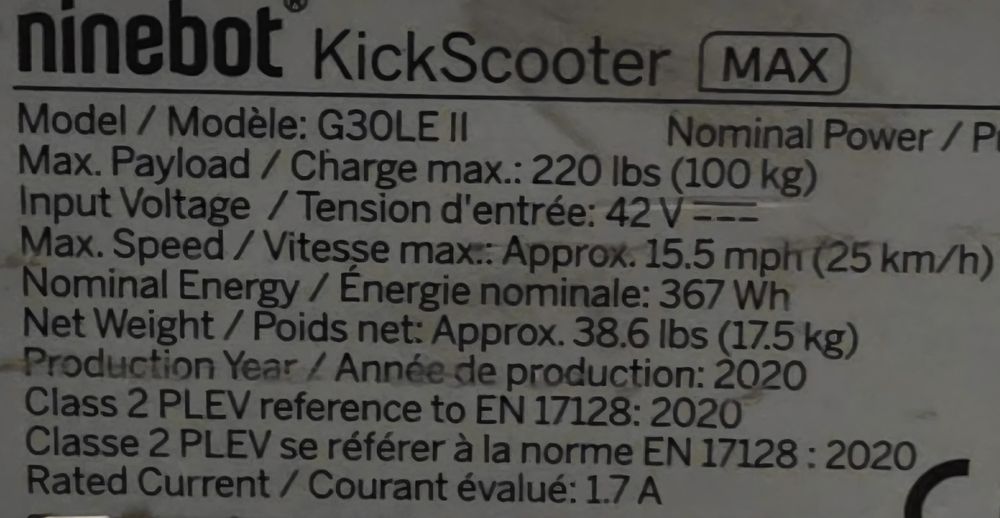 ninebot® KickScooter MAX
Model / Modèle: G30LE II Nominal Power /
Max. Payload / Charge max.: 220 lbs (100 kg)
Input Voltage / Tension d'entrée: 42 V ⎓
Max. Speed / Vitesse max.: Approx. 15.5 mph (25 km/h)
Nominal Energy / Énergie nominale: 367 Wh
Net Weight / Poids net: Approx. 38.6 lbs (17.5 kg)
Production Year / Année de production: 2020
Class 2 PLEV reference to EN 17128: 2020
Classe 2 PLEV se référer à la norme EN 17128 : 2020
Rated Current / Courant évalué: 1.7 A